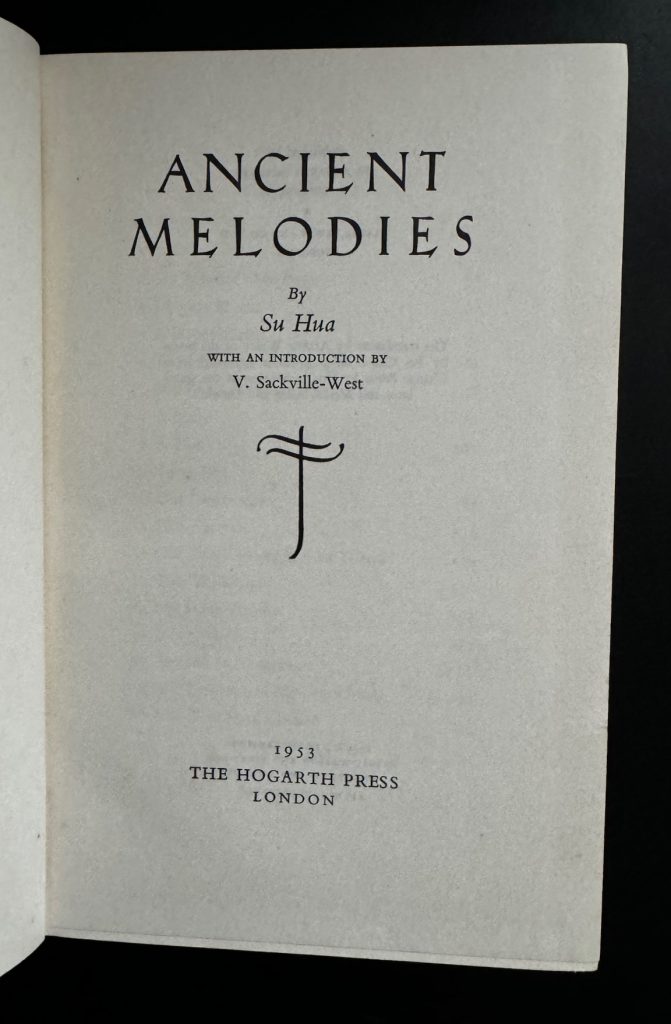 ANCIENT
MELODIES
By
Su Hua
WITH AN INTRODUCTION BY
V. Sackville-West
1953
THE HOGARTH PRESS
LONDON